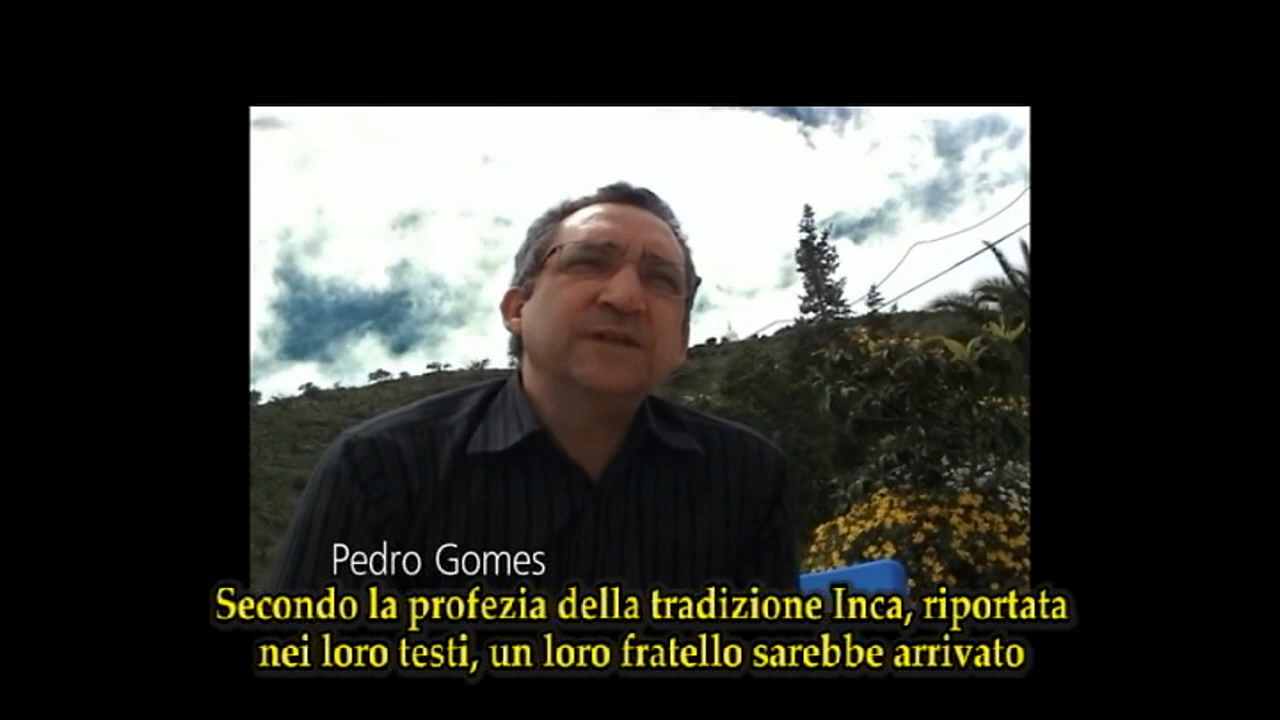 Pedro Gomes
Secondo la profezia della tradizione Inca, riportata
nei loro testi, un loro fratello sarebbe arrivato